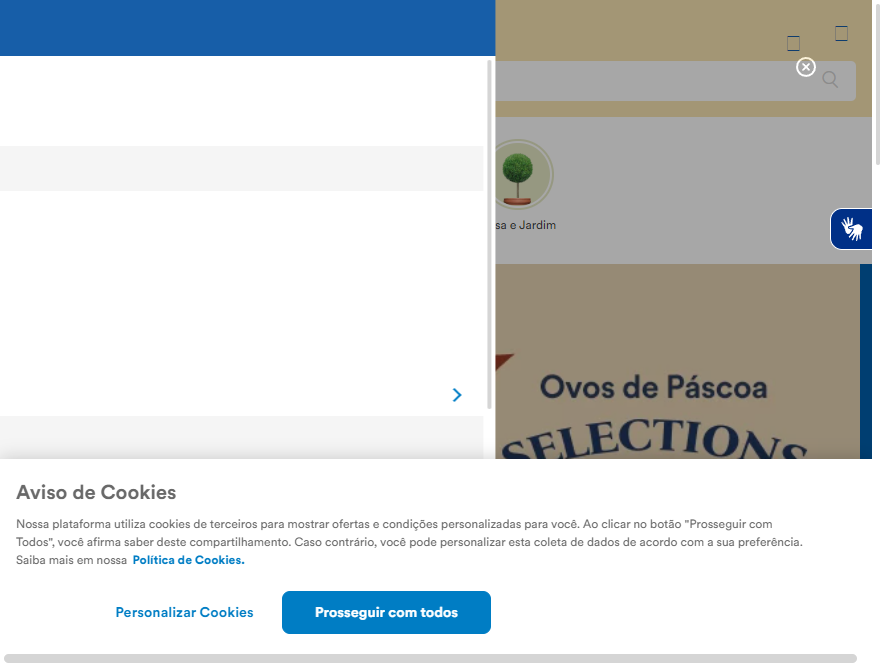 sa e Jardim
Ovos de Páscoa
SELECTIONS
Aviso de Cookies
Nossa plataforma utiliza cookies de terceiros para mostrar ofertas e condições personalizadas para você. Ao clicar no botão "Prosseguir com
Todos", você afirma saber deste compartilhamento. Caso contrário, você pode personalizar esta coleta de dados de acordo com a sua preferência.
Saiba mais em nossa Política de Cookies.
Personalizar Cookies
Prosseguir com todos